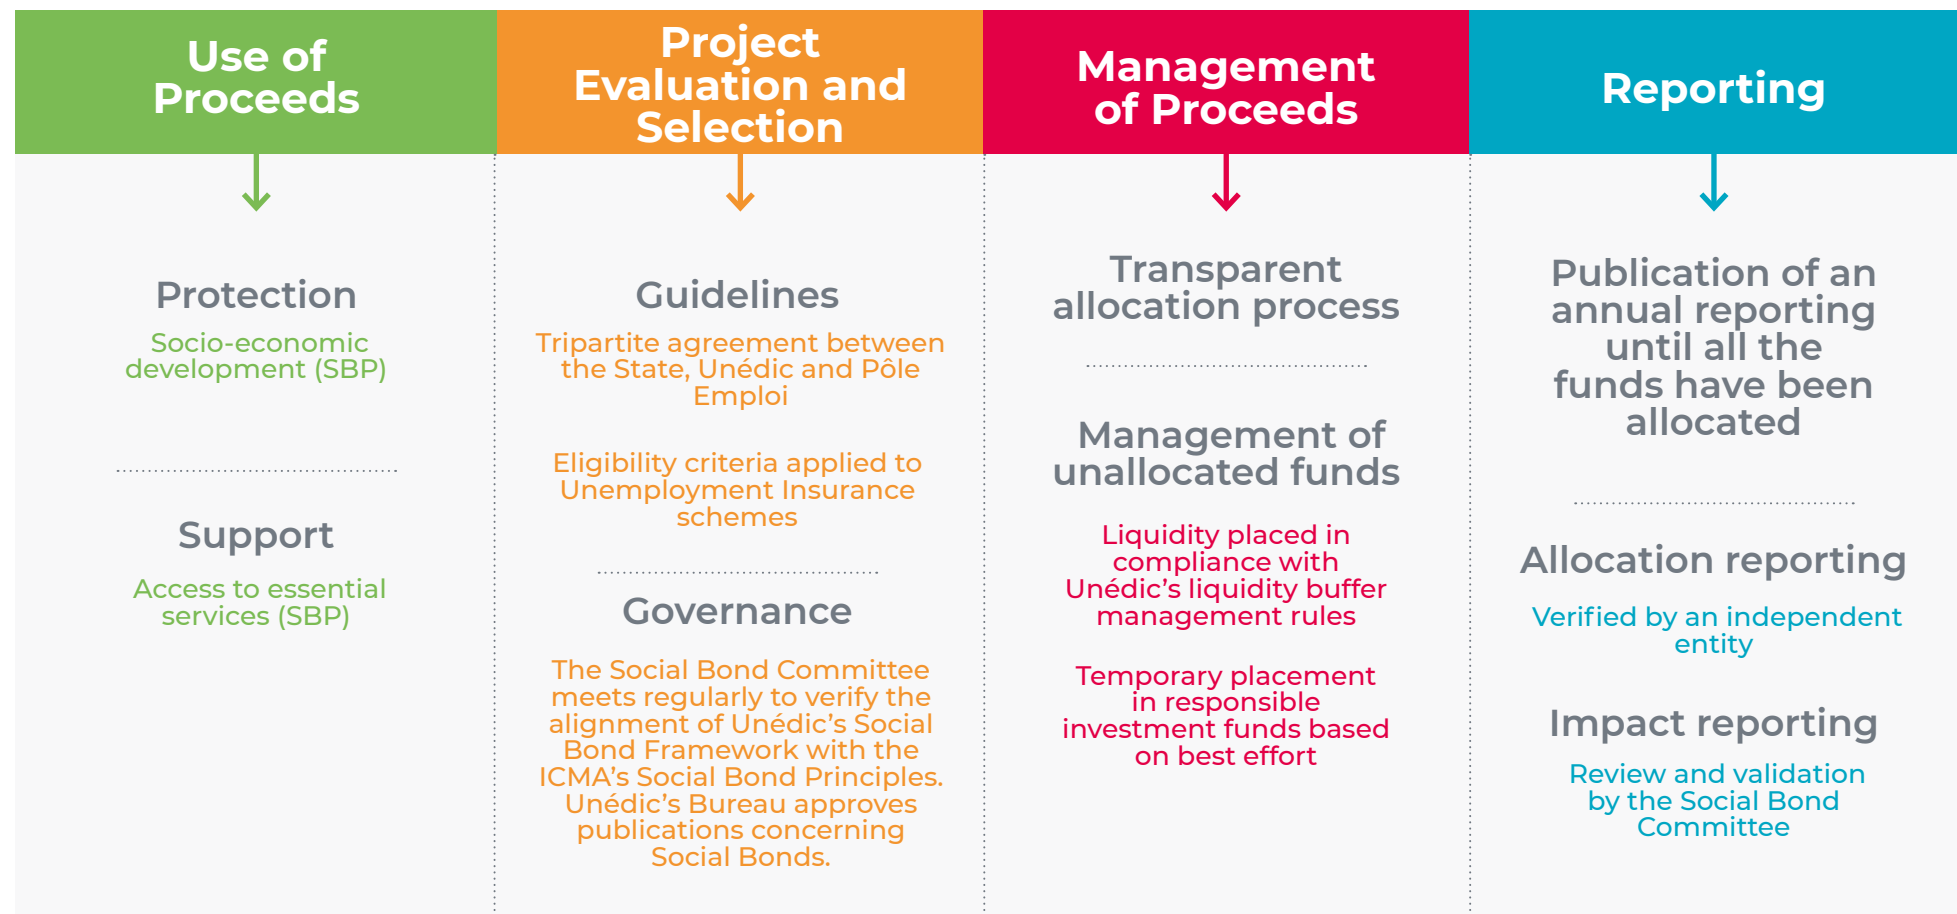 Use of
Proceeds
Protection
Socio-economic
development (SBP)
Support
Access to essential
services (SBP)
Project
Evaluation and
Selection
Guidelines
Tripartite agreement between
the State, Unédic and Pôle
Emploi
Eligibility criteria applied to
Unemployment Insurance
schemes
Governance
The Social Bond Committee
meets regularly to verify the
alignment of Unédic’s Social
Bond Framework with the
ICMA’s Social Bond Principles.
Unédic’s Bureau approves
publications concerning
Social Bonds.
Management
of Proceeds
Transparent
allocation process
Management of
unallocated funds
Liquidity placed in
compliance with
Unédic’s liquidity buffer
management rules
Temporary placement
in responsible
investment funds based
on best effort
Reporting
Publication of an
annual reporting
until all the
funds have been
allocated
Allocation reporting
Verified by an independent
entity
Impact reporting
Review and validation
by the Social Bond
Committee